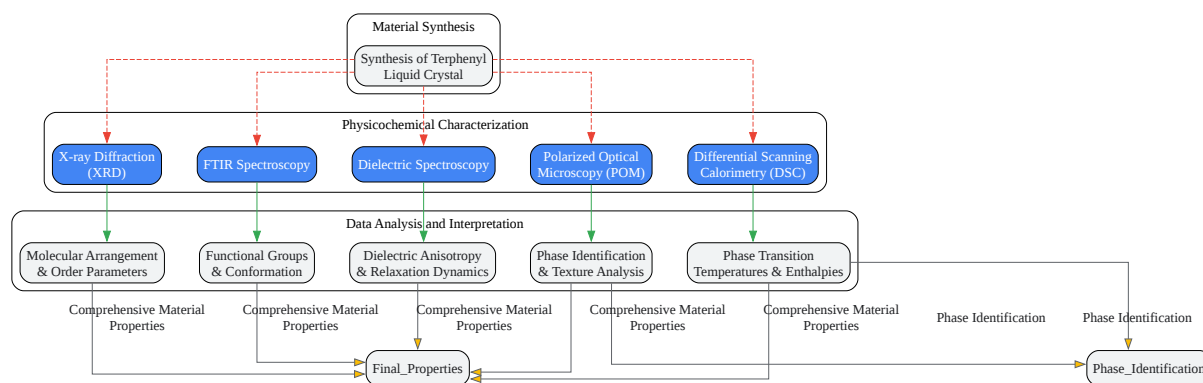 Material Synthesis
Synthesis of Terphenyl
Liquid Crystal
Physicochemical Characterization
X-ray Diffraction
(XRD)
FTIR Spectroscopy
Dielectric Spectroscopy
Polarized Optical
Microscopy (POM)
Differential Scanning
Calorimetry (DSC)
Data Analysis and Interpretation
Molecular Arrangement
& Order Parameters
Functional Groups
& Conformation
Dielectric Anisotropy
& Relaxation Dynamics
Phase Identification
& Texture Analysis
Phase Transition
Temperatures & Enthalpies
Comprehensive Material
Properties
Comprehensive Material
Properties
Comprehensive Material
Properties
Comprehensive Material
Properties
Comprehensive Material
Properties
Phase Identification
Phase Identification
Final_Properties
Phase_Identification